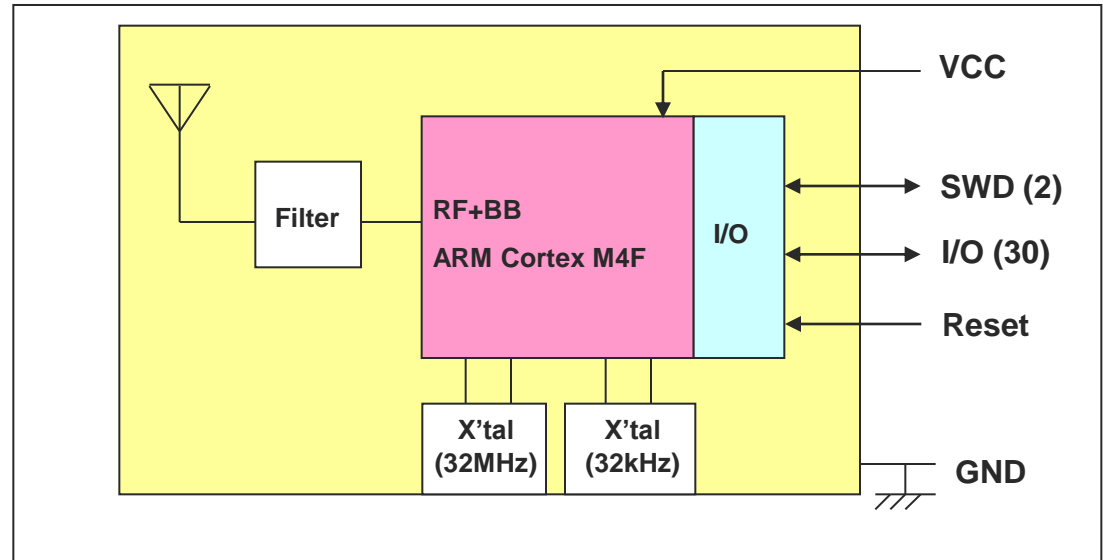 VCC
Filter
RF+BB
ARM Cortex M4F
I/O
SWD (2)
I/O (30)
Reset
X’tal
(32MHz)
X’tal
(32kHz)
GND